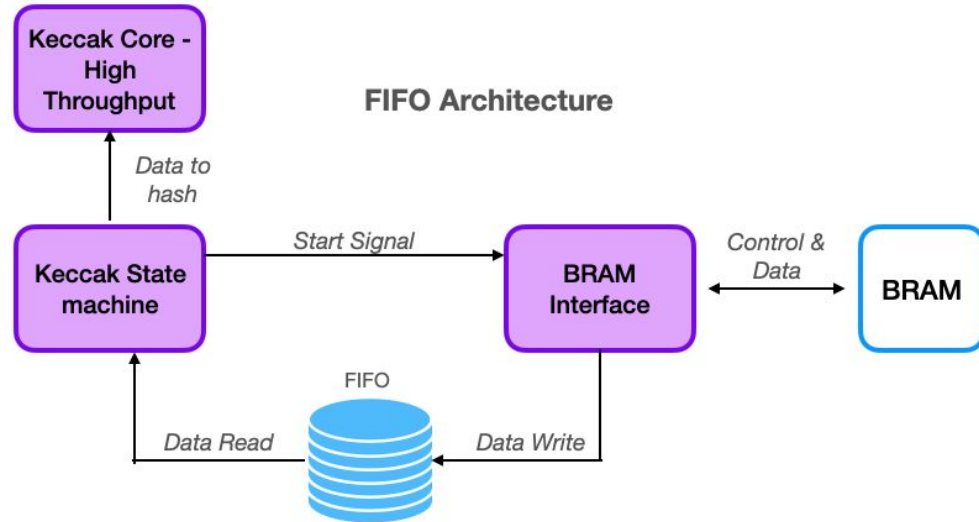 Keccak Core -
High
Throughput
FIFO Architecture
Data to
hash
Keccak State
machine
Start Signal
BRAM
Interface
Control &
Data
BRAM
FIFO
Data Read
Data Write